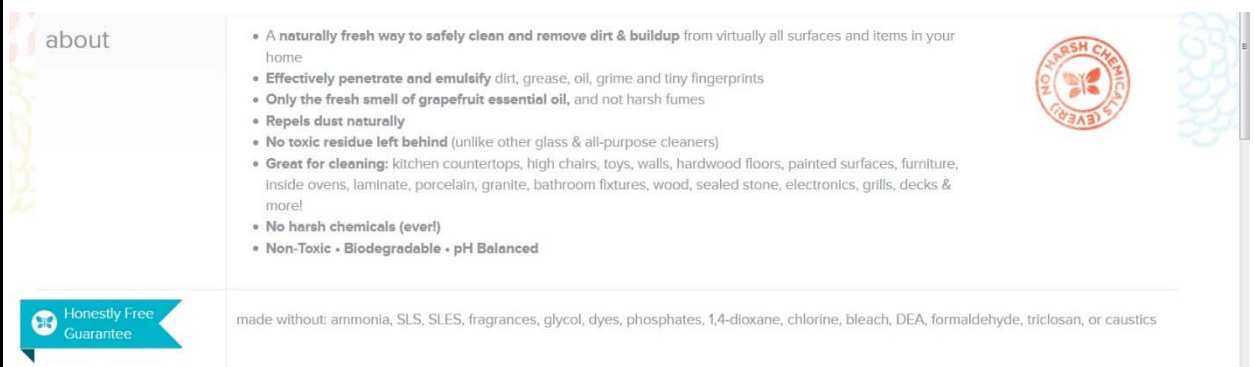 about
• A naturally fresh way to safely clean and remove dirt & buildup from virtually all surfaces and items in your
home
• Effectively penetrate and emulsify dirt, grease, oil, grime and tiny fingerprints
• Only the fresh smell of grapefruit essential oil, and not harsh fumes
• Repels dust naturally
• No toxic residue left behind (unlike other glass & all-purpose cleaners)
• Great for cleaning: kitchen countertops, high chairs, toys, walls, hardwood floors, painted surfaces, furniture,
inside ovens, laminate, porcelain, granite, bathroom fixtures, wood, sealed stone, electronics, grills, decks &
more!
• No harsh chemicals (ever!)
• Non-Toxic • Biodegradable • pH Balanced
NO HARSH CHEMICALS (EVER!)
Honestly Free
Guarantee
made without: ammonia, SLS, SLES, fragrances, glycol, dyes, phosphates, 1,4-dioxane, chlorine, bleach, DEA, formaldehyde, triclosan, or caustics